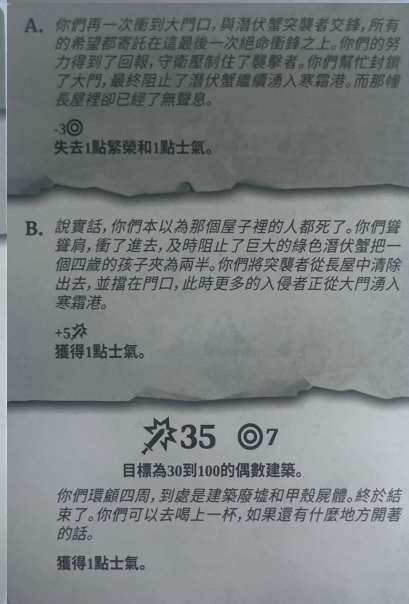 A. 你們再一次衝到大門口，與潛伏蟹突襲者交鋒，所有
的希望都寄託在這最後一次絕命衝鋒之上。你們的努
力得到了回報，守衛壓制住了襲擊者。你們幫忙封鎖
了大門，最終阻止了潛伏蟹繼續湧入寒霜港。而那幢
長屋裡卻已經了無聲息。
-3
失去1點繁榮和1點士氣。
B. 說實話，你們本以為那個屋子裡的人都死了。你們聳
聳肩，衝了進去，及時阻止了巨大的綠色潛伏蟹把一
個四歲的孩子夾為兩半。你們將突襲者從長屋中清除
出去，並擋在門口，此時更多的入侵者正從大門湧入
寒霜港。
+5
獲得1點士氣。
35 7
目標為30到100的偶數建築。
你們環顧四周，到處是建築廢墟和甲殼屍體。終於結
束了。你們可以去喝上一杯，如果還有什麼地方開著
的話。
獲得1點士氣。